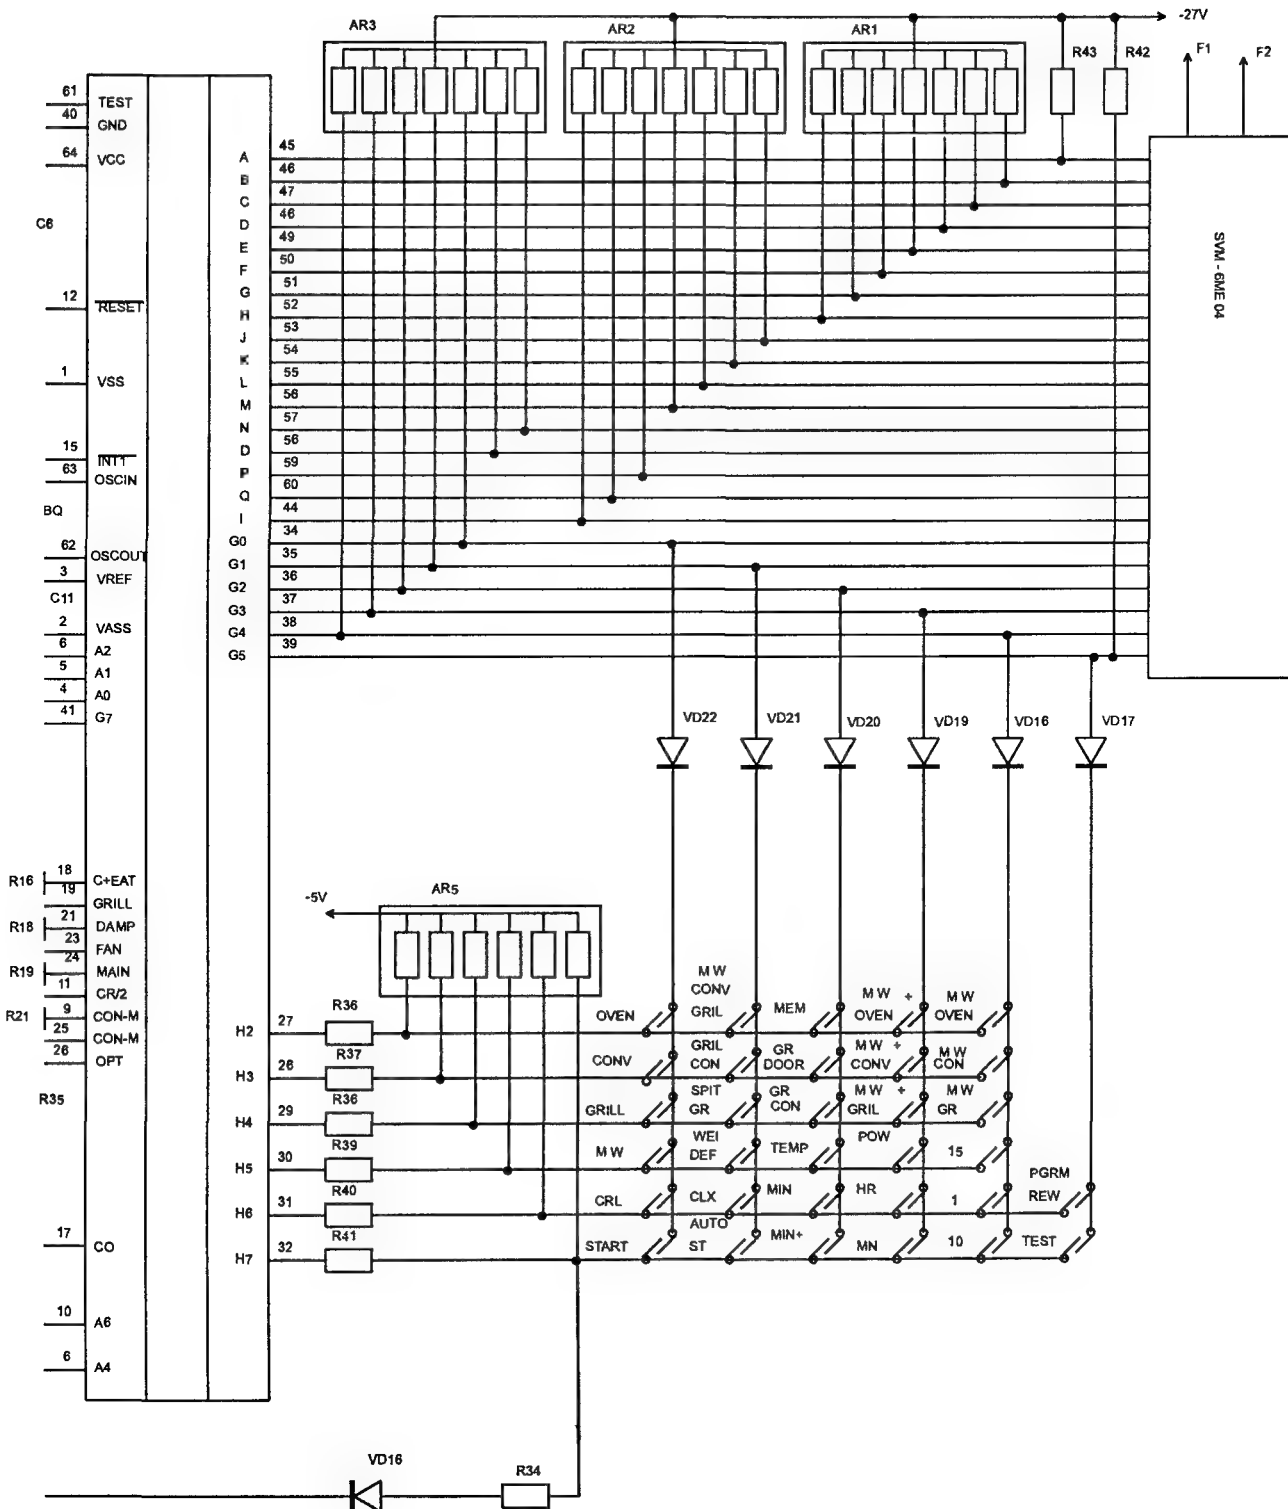 -27V
AR3
AR2
AR1
R43
R42
F1
F2
61
TEST
40
GND
64
VCC
C6
12
RESET
1
VSS
15
INT1
63
OSCIN
BQ
62
OSCOUT
3
VREF
C11
2
VASS
6
A2
5
A1
4
A0
41
G7
A
45
B
46
C
47
D
46
E
49
F
50
G
51
H
52
J
53
K
54
L
55
M
56
N
57
D
56
P
59
Q
60
I
44
G0
34
G1
35
G2
36
G3
37
G4
38
G5
39
SVM - 6ME 04
VD22
VD21
VD20
VD19
VD16
VD17
R16
18
C+EAT
19
GRILL
R18
21
DAMP
23
FAN
R19
24
MAIN
11
CR/2
R21
9
CON-M
25
CON-M
26
OPT
R35
17
CO
10
A6
6
A4
-5V
AR5
H2
27
R36
H3
26
R37
H4
29
R36
H5
30
R39
H6
31
R40
H7
32
R41
OVEN
M W
CONV
GRIL
MEM
M W +
OVEN
M W
OVEN
CONV
GRIL
CON
GR
DOOR
M W +
CONV
M W
CON
GRILL
SPIT
GR
GR
CON
M W +
GRIL
M W
GR
M W
WEI
DEF
TEMP
POW
15
CRL
CLX
MIN
HR
1
PGRM
REW
START
AUTO
ST
MIN+
MN
10
TEST
VD16
R34